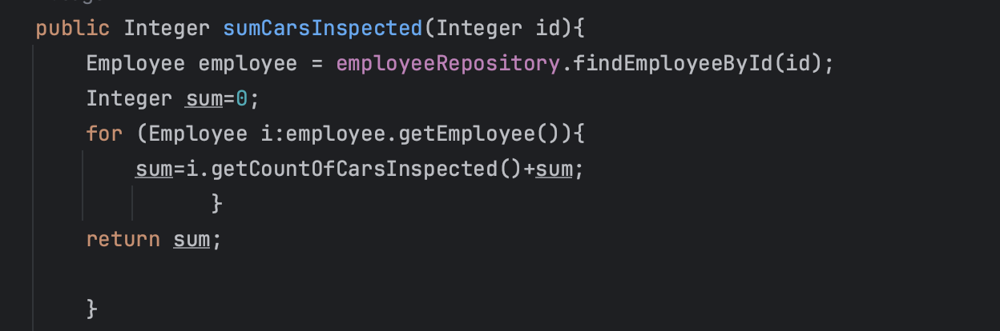 public Integer sumCarsInspected(Integer id){
Employee employee = employeeRepository.findEmployeeById(id);
Integer sum=0;
for (Employee i:employee.getEmployee()){
sum=i.getCountOfCarsInspected()+sum;
}
return sum;
}